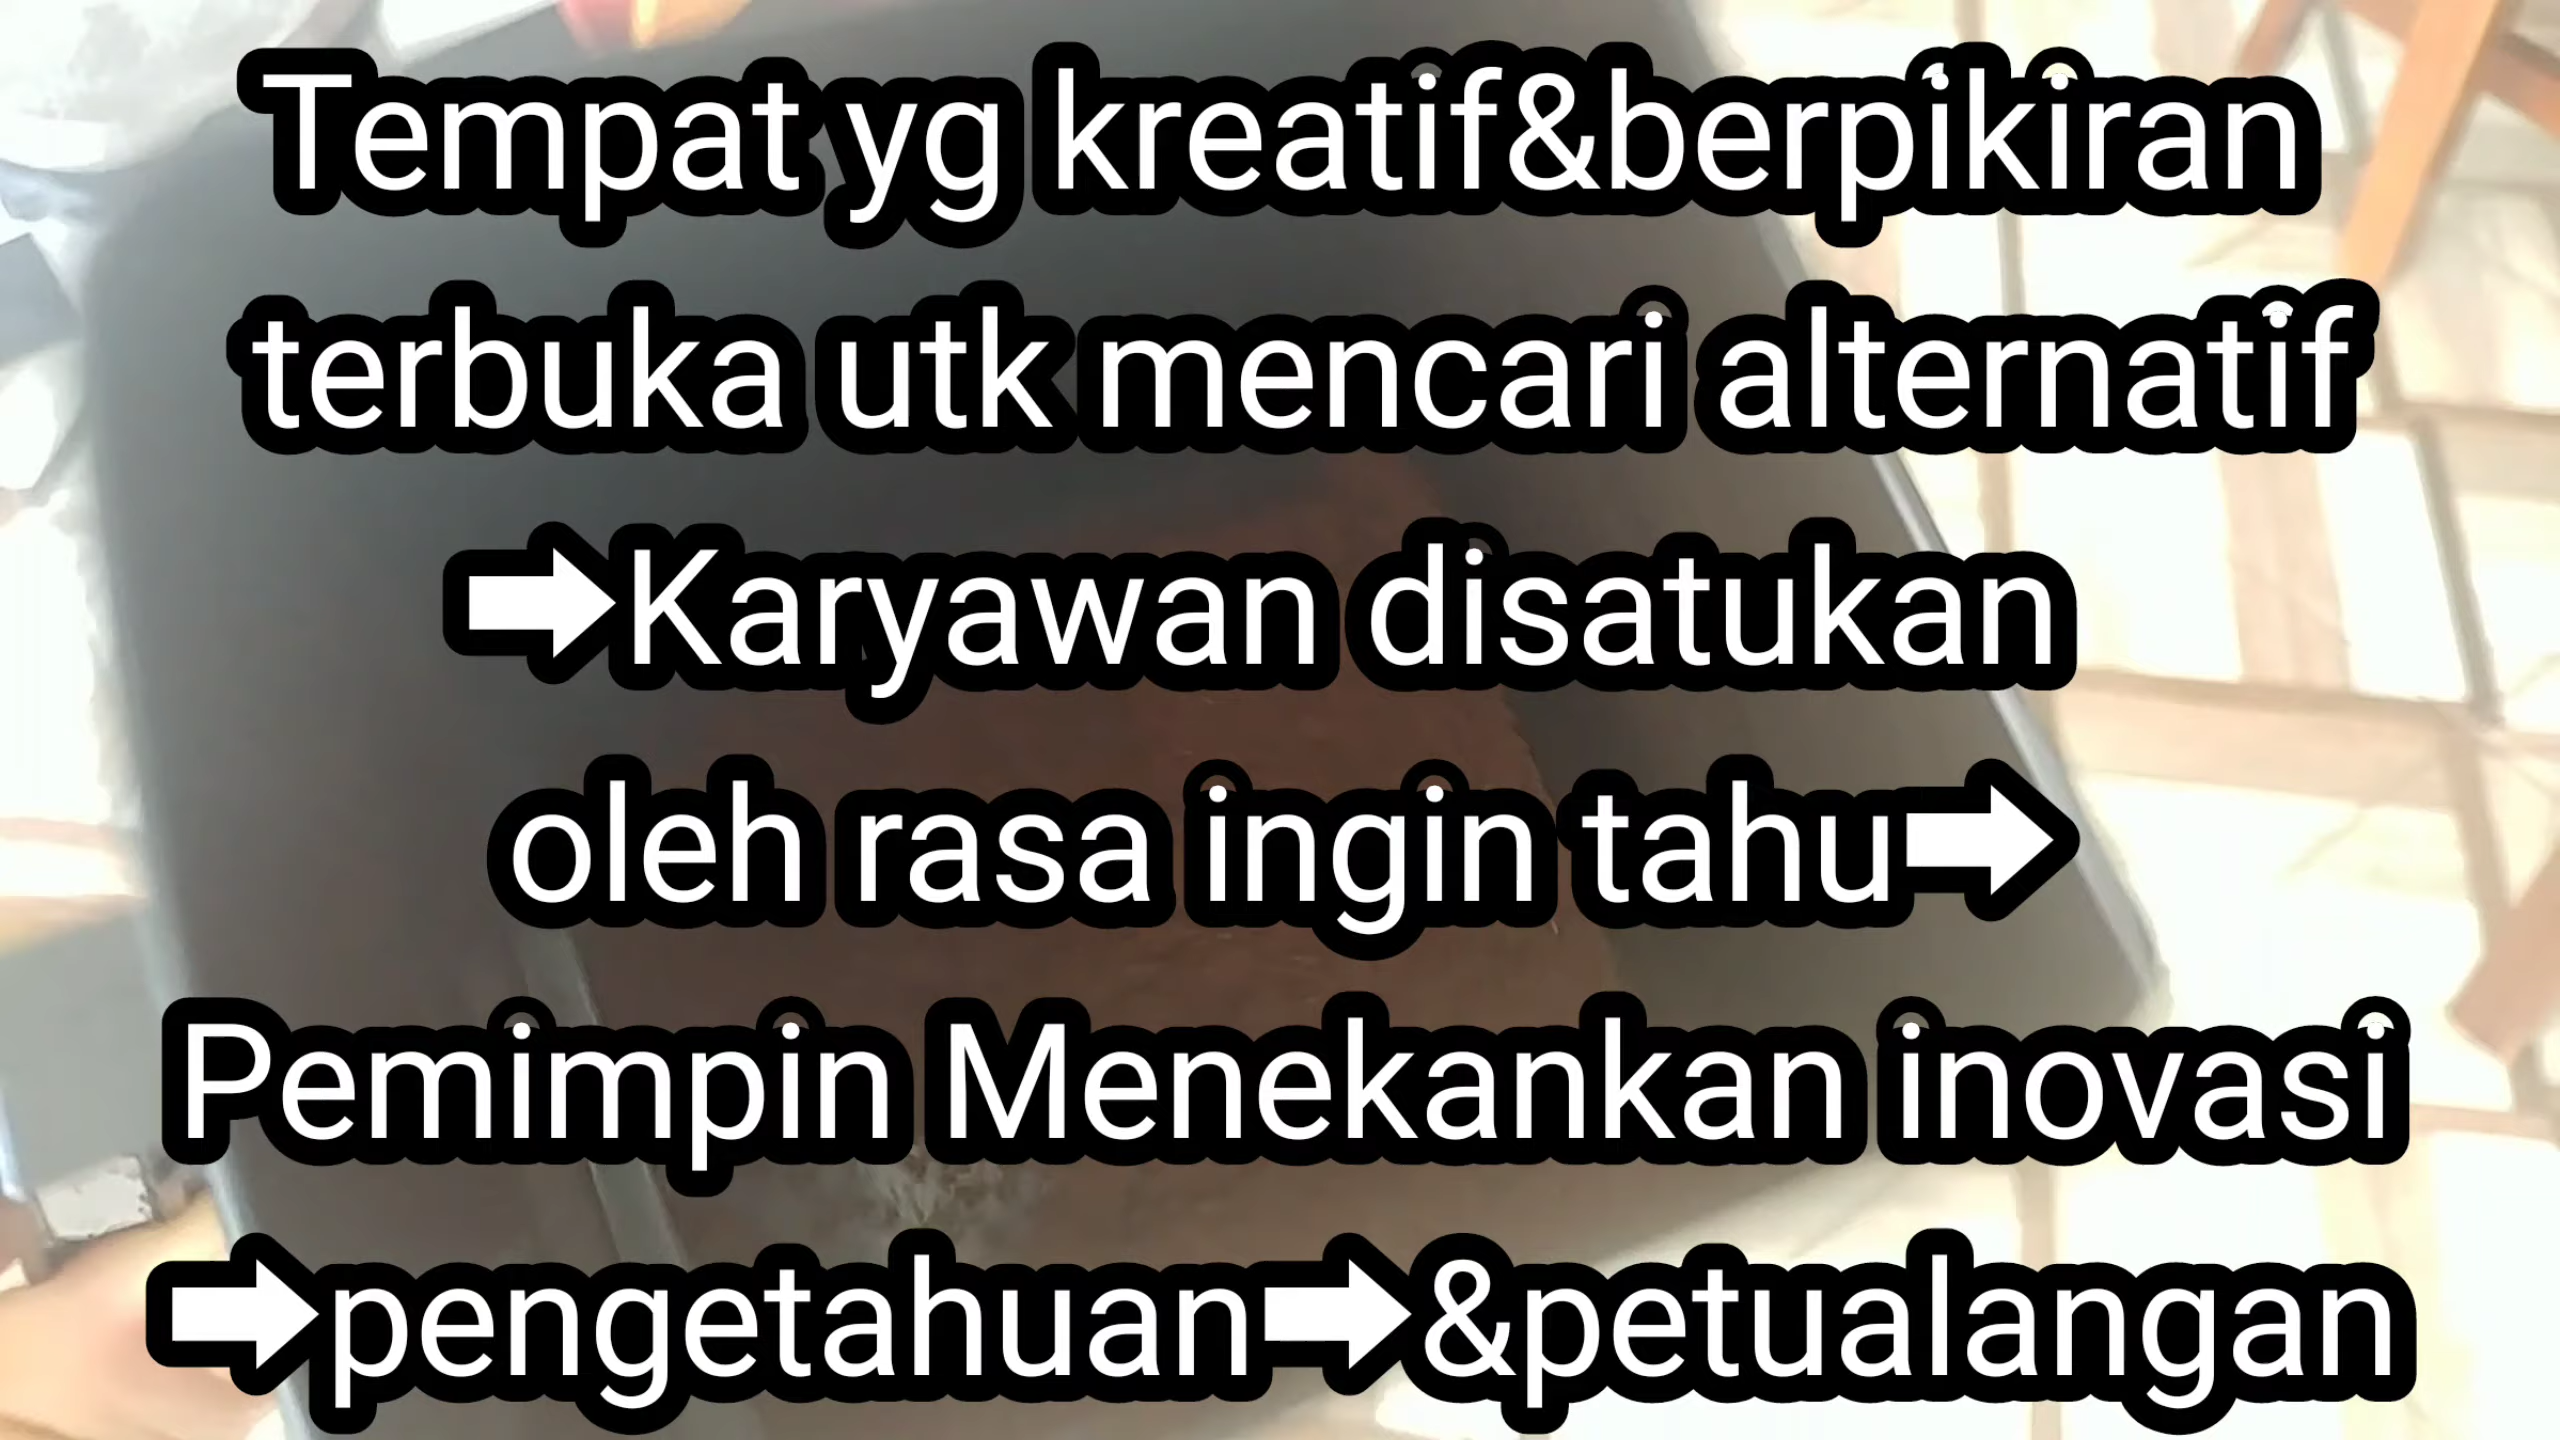 Tempat yg kreatif&berpikiran
terbuka utk mencari alternatif
➡Karyawan disatukan
oleh rasa ingin tahu➡
Pemimpin Menekankan inovasi
➡pengetahuan➡&petualangan